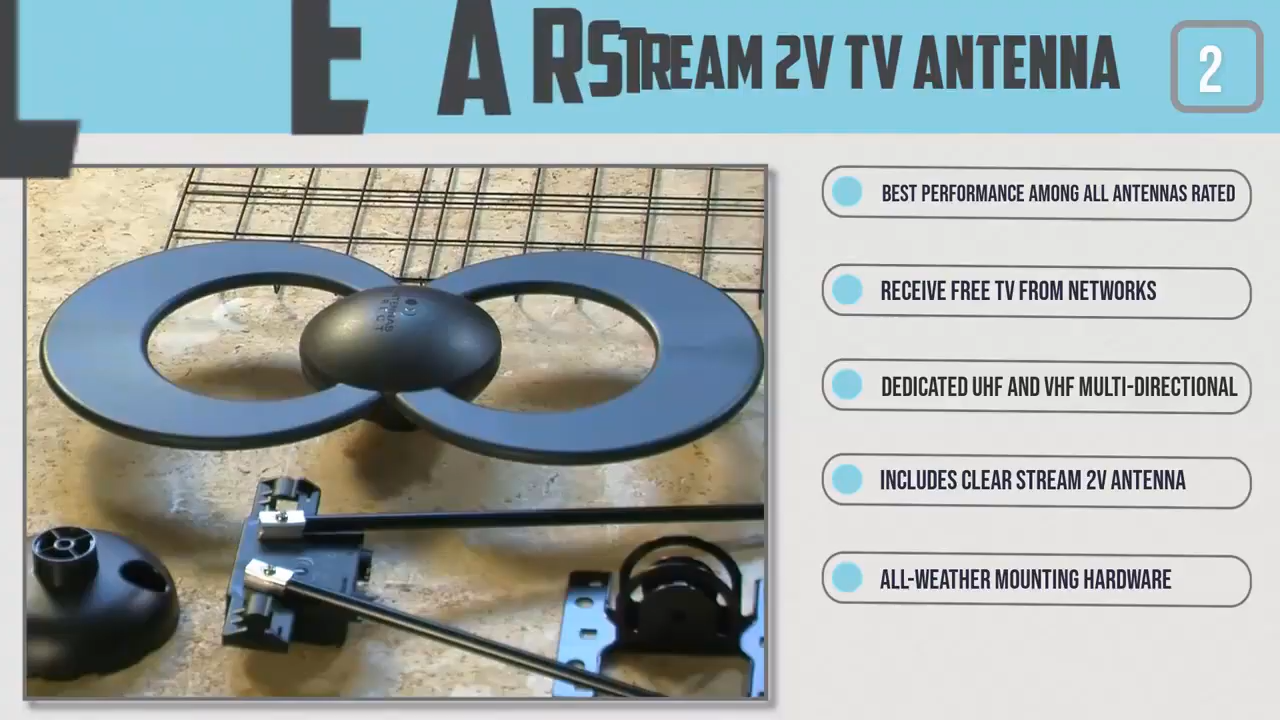 L E A RSTREAM 2V TV ANTENNA
2
BEST PERFORMANCE AMONG ALL ANTENNAS RATED
RECEIVE FREE TV FROM NETWORKS
DEDICATED UHF AND VHF MULTI-DIRECTIONAL
INCLUDES CLEAR STREAM 2V ANTENNA
ALL-WEATHER MOUNTING HARDWARE